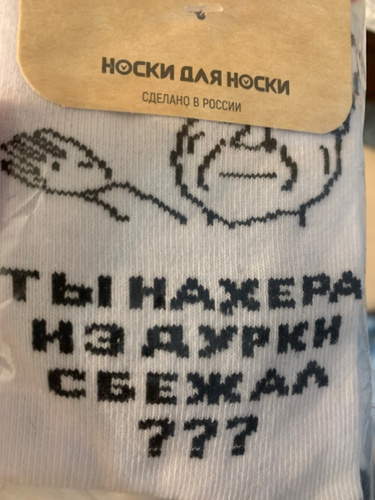 НОСКИ ДЛЯ НОСКИ
СДЕЛАНО В РОССИИ
ТЫ НАХЕРА
ИЗ ДУРКИ
СБЕЖАЛ
???